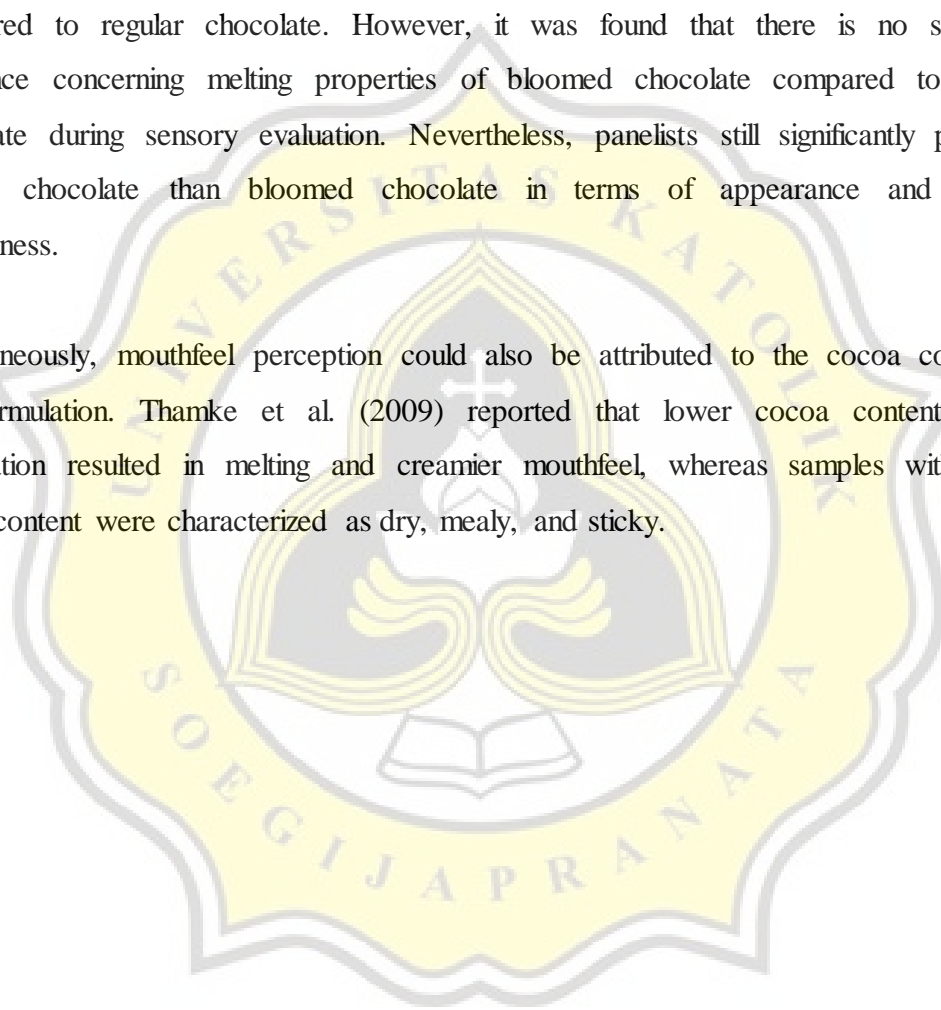 red to regular chocolate. However, it was found that there is no s
nce concerning melting properties of bloomed chocolate compared to
ate during sensory evaluation. Nevertheless, panelists still significantly p
chocolate than bloomed chocolate in terms of appearance and
ness.
neously, mouthfeel perception could also be attributed to the cocoa co
rmulation. Thamke et al. (2009) reported that lower cocoa content
tion resulted in melting and creamier mouthfeel, whereas samples wit
content were characterized as dry, mealy, and sticky.
UNIVERSITAS KATOLIK
SOEGIJAPRANATA